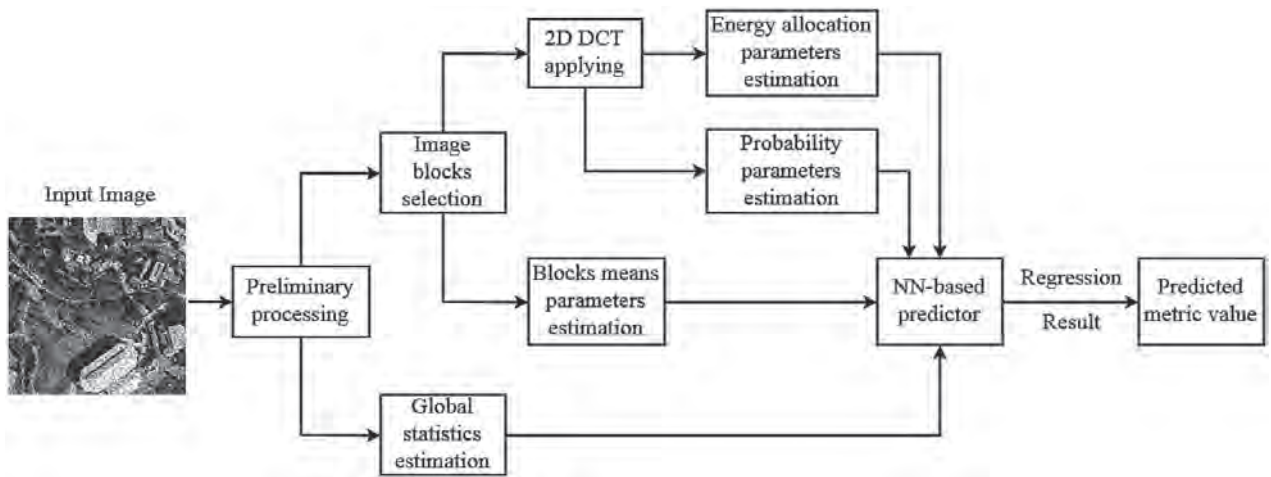 Input Image
Preliminary
processing
Image
blocks
selection
2D DCT
applying
Energy allocation
parameters
estimation
Probability
parameters
estimation
Blocks means
parameters
estimation
Global
statistics
estimation
NN-based
predictor
Regression
Result
Predicted
metric value